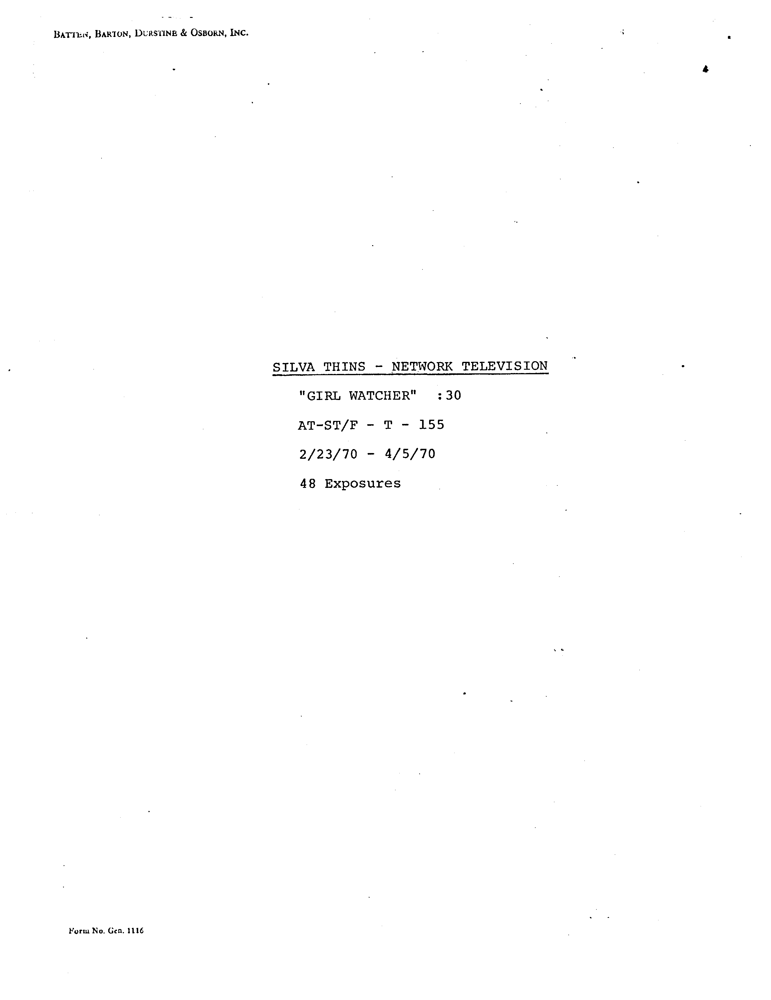 BATTEN, BARTON, DURSTINE & OSBORN, INC.
SILVA THINS - NETWORK TELEVISION
"GIRL WATCHER" :30
AT-ST/F - T - 155
2/23/70 - 4/5/70
48 Exposures
Form No. Gen. 1116